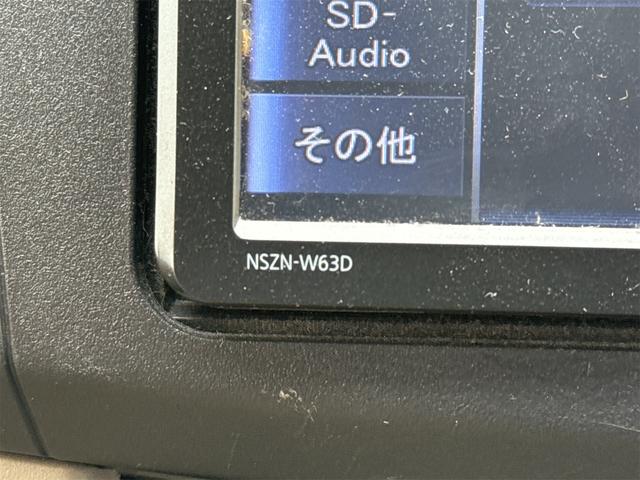 SD-
Audio
その他
NSZN-W63D